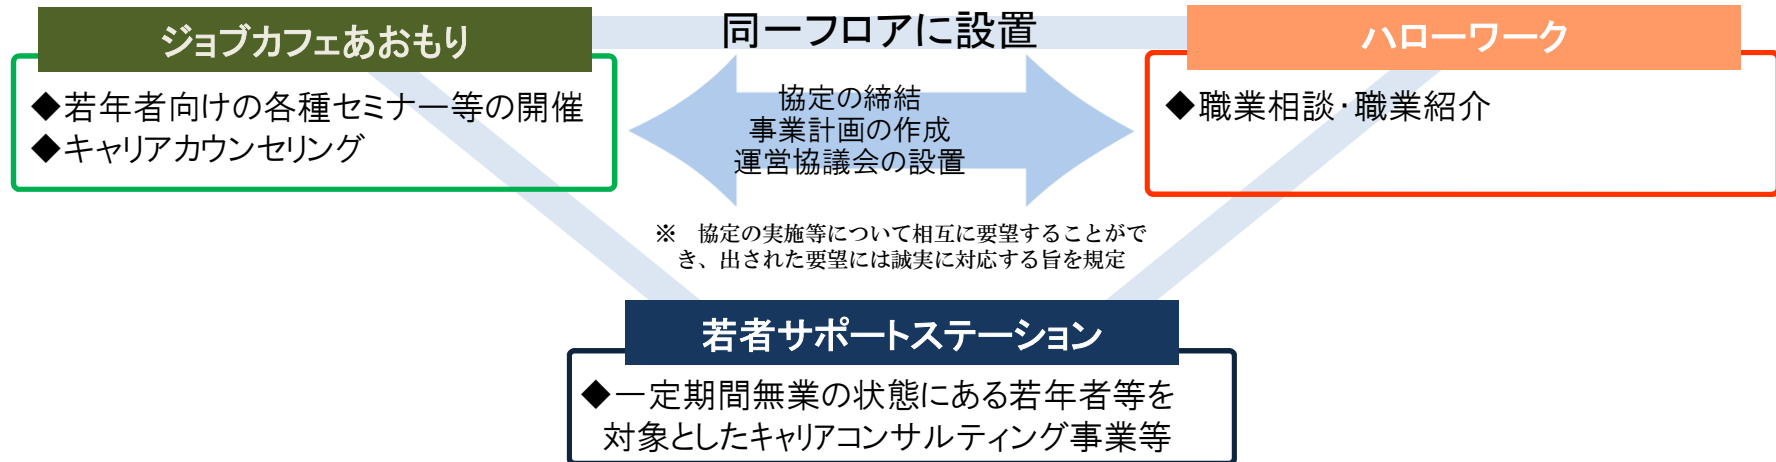 同一フロアに設置
ジョブカフェあおもり
◆若年者向けの各種セミナー等の開催
◆キャリアカウンセリング
協定の締結
事業計画の作成
運営協議会の設置
ハローワーク
◆職業相談・職業紹介
※　協定の実施等について相互に要望することがで
き、出された要望には誠実に対応する旨を規定
若者サポートステーション
◆一定期間無業の状態にある若年者等を
対象としたキャリアコンサルティング事業等